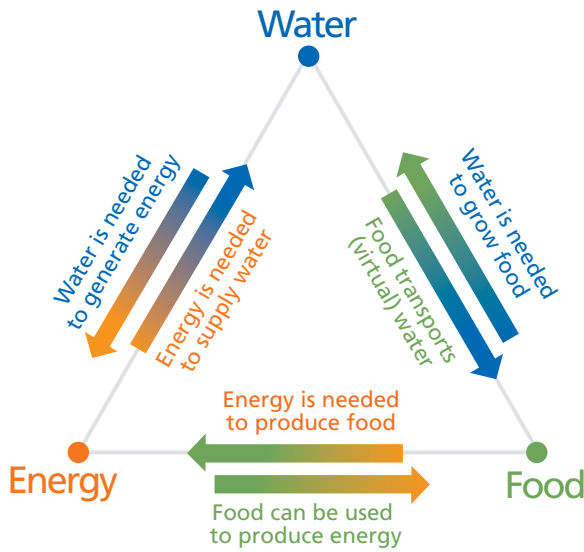 Water
Water is needed
to generate energy
Energy is needed
to supply water
Water is needed
to grow food
Food transports
(virtual) water
Energy is needed
to produce food
Energy
Food
Food can be used
to produce energy